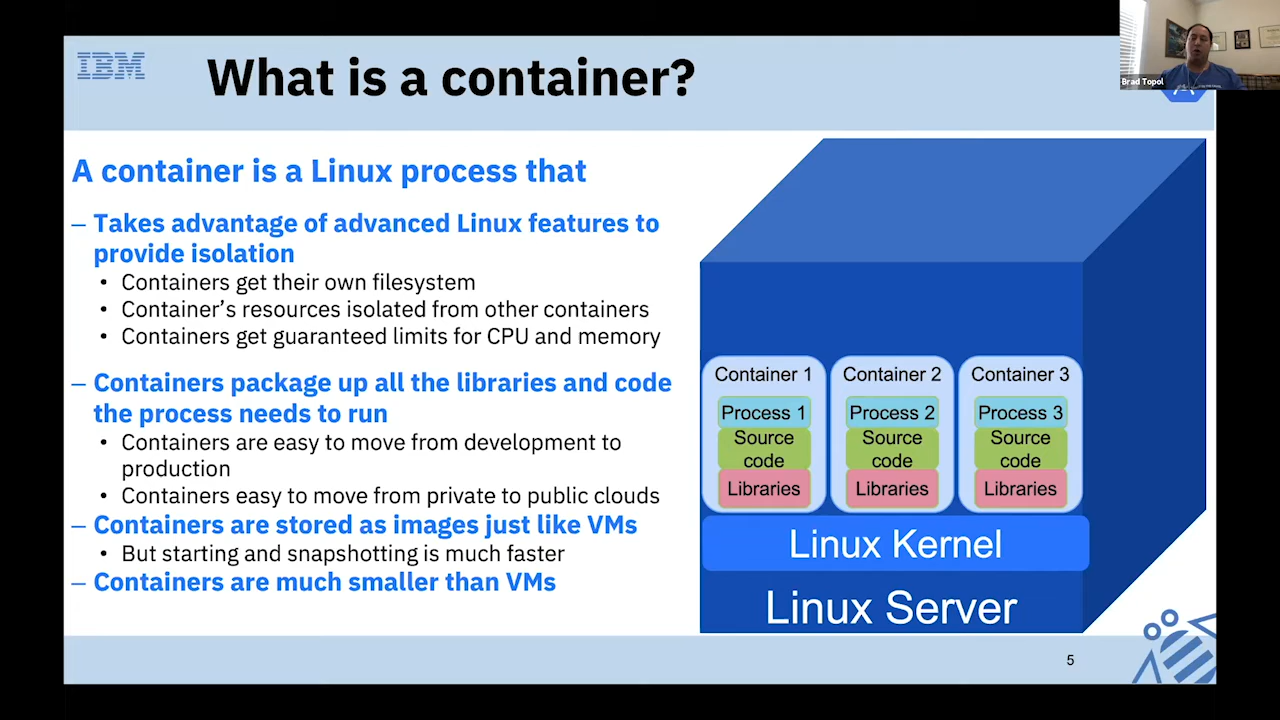 IBM
What is a container?
Brad Topol
A container is a Linux process that
– Takes advantage of advanced Linux features to
provide isolation
• Containers get their own filesystem
• Container’s resources isolated from other containers
• Containers get guaranteed limits for CPU and memory
– Containers package up all the libraries and code
the process needs to run
• Containers are easy to move from development to
production
• Containers easy to move from private to public clouds
– Containers are stored as images just like VMs
• But starting and snapshotting is much faster
– Containers are much smaller than VMs
Container 1
Process 1
Source
code
Libraries
Container 2
Process 2
Source
code
Libraries
Container 3
Process 3
Source
code
Libraries
Linux Kernel
Linux Server
5